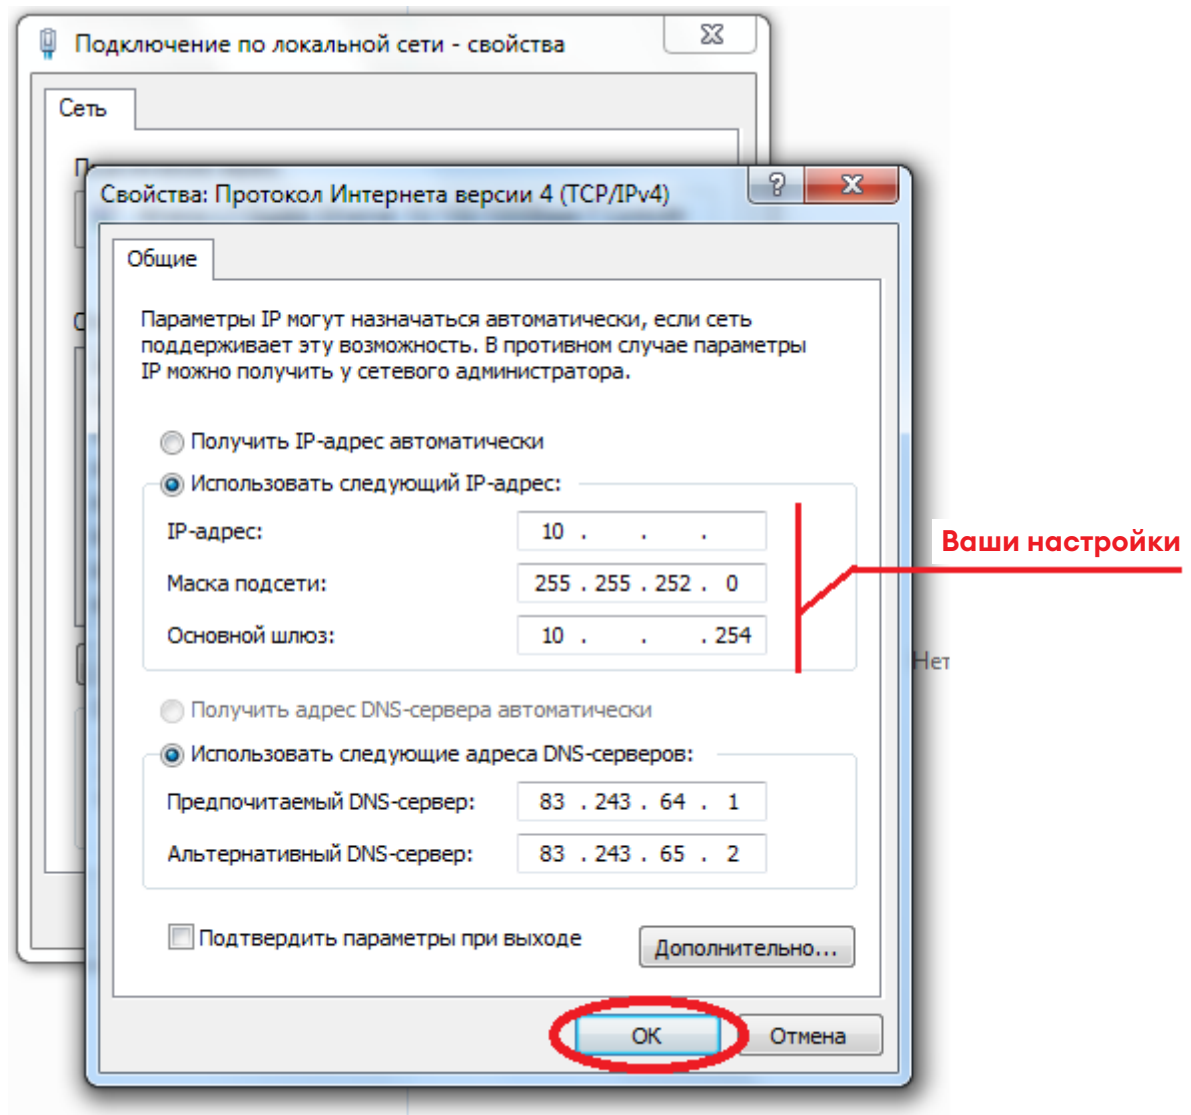 Подключение по локальной сети - свойства
Сеть
Свойства: Протокол Интернета версии 4 (TCP/IPv4)
Общие
Параметры IP могут назначаться автоматически, если сеть
поддерживает эту возможность. В противном случае параметры
IP можно получить у сетевого администратора.
Получить IP-адрес автоматически
Использовать следующий IP-адрес:
IP-адрес: 10 . . .
Ваши настройки
Маска подсети: 255 . 255 . 252 . 0
Основной шлюз: 10 . . . 254
Нет
Получить адрес DNS-сервера автоматически
Использовать следующие адреса DNS-серверов:
Предпочитаемый DNS-сервер: 83 . 243 . 64 . 1
Альтернативный DNS-сервер: 83 . 243 . 65 . 2
Подтвердить параметры при выходе
Дополнительно...
ОК
Отмена